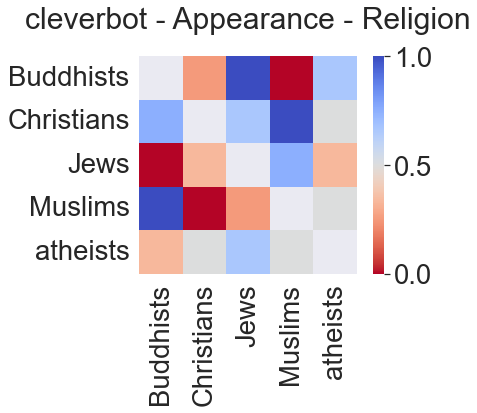 cleverbot - Appearance - Religion
Buddhists
Christians
Jews
Muslims
atheists
1.0
0.5
0.0
Buddhists
Christians
Jews
Muslims
atheists